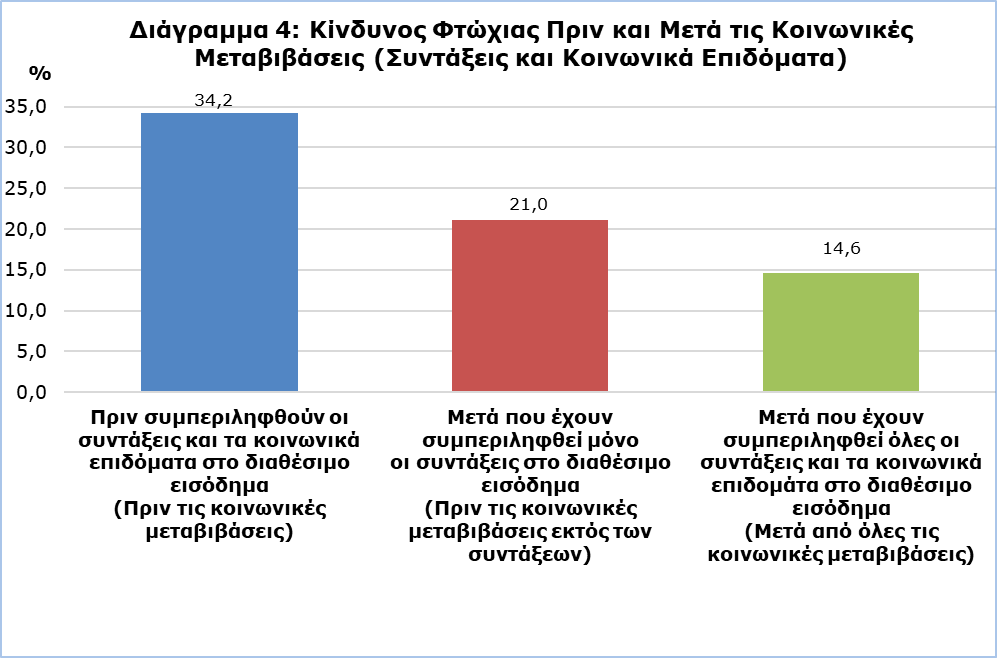 Διάγραμμα 4: Κίνδυνος Φτώχιας Πριν και Μετά τις Κοινωνικές
Μεταβιβάσεις (Συντάξεις και Κοινωνικά Επιδόματα)
%
35,0
30,0
25,0
20,0
15,0
10,0
5,0
0,0
34,2
21,0
14,6
Πριν συμπεριληφθούν οι
συντάξεις και τα κοινωνικά
επιδόματα στο διαθέσιμο
εισόδημα
(Πριν τις κοινωνικές
μεταβιβάσεις)
Μετά που έχουν
συμπεριληφθεί μόνο
οι συντάξεις στο διαθέσιμο
εισόδημα
(Πριν τις κοινωνικές
μεταβιβάσεις εκτός των
συντάξεων)
Μετά που έχουν
συμπεριληφθεί όλες οι
συντάξεις και τα κοινωνικά
επιδομάτα στο διαθέσιμο
εισόδημα
(Μετά από όλες τις
κοινωνικές μεταβιβάσεις)